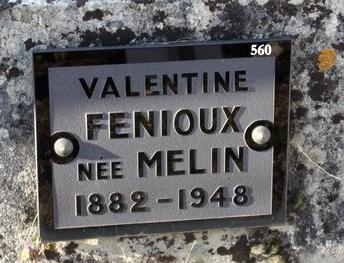 560
VALENTINE
FENIOUX
NÉE MELIN
1882-1948